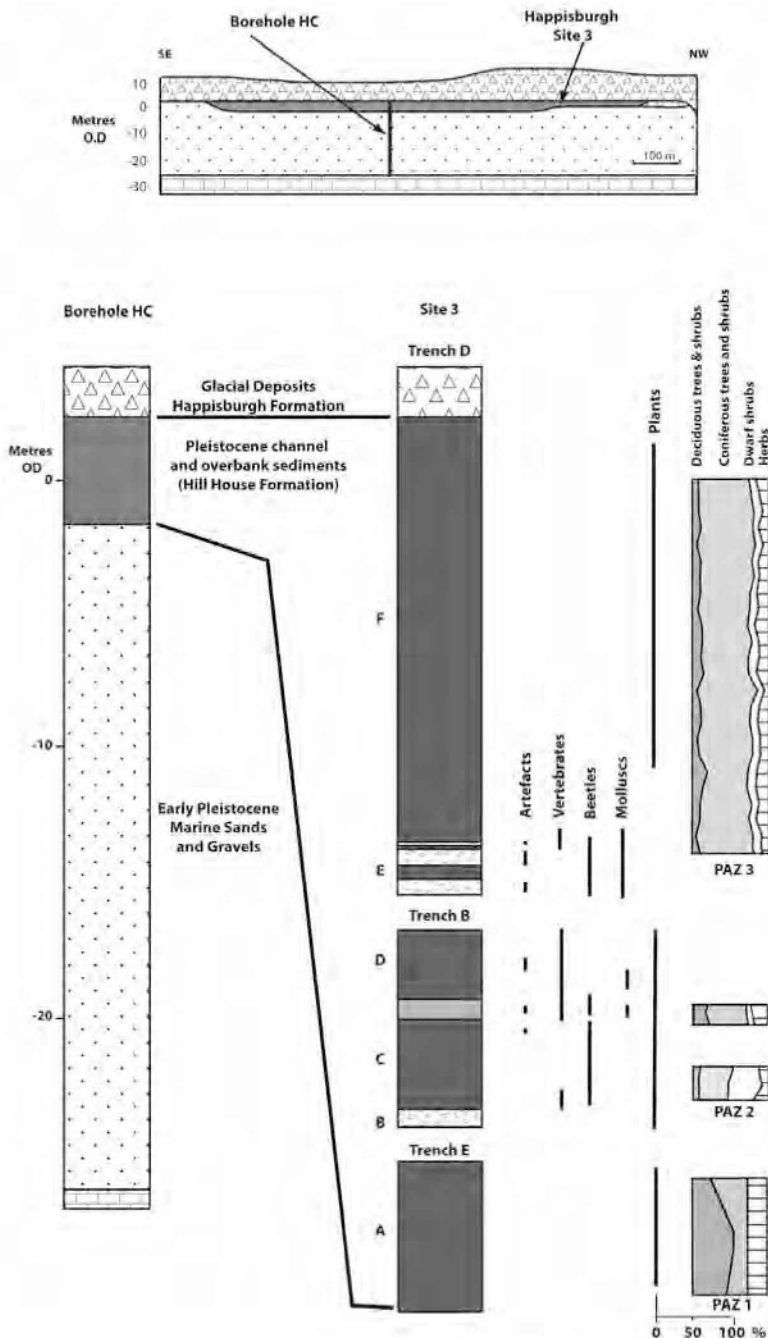 Borehole HC
Happisburgh
Site 3
SE
NW
Metres
O.D
10
0
-10
-20
-30
100 m
Borehole HC
Site 3
Trench D
Glacial Deposits
Happisburgh Formation
Metres
OD
0
Pleistocene channel
and overbank sediments
(Hill House Formation)
-10
Early Pleistocene
Marine Sands
and Gravels
-20
F
E
Trench B
D
C
B
Trench E
A
Artefacts
Vertebrates
Beetles
Molluscs
Plants
Deciduous trees & shrubs
Coniferous trees and shrubs
Dwarf shrubs
Herbs
PAZ 3
PAZ 2
PAZ 1
0 50 100 %